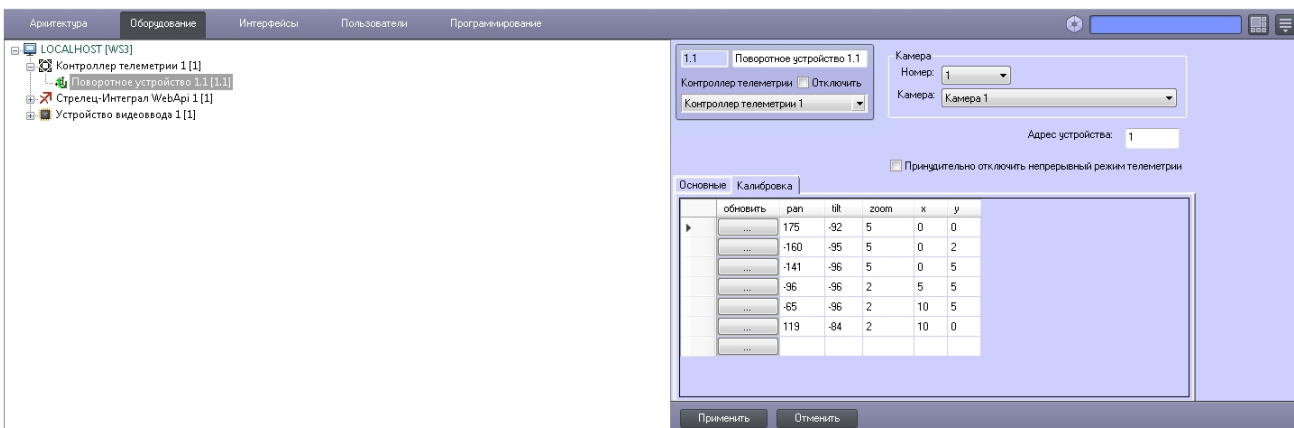 Архитектура Оборудование Интерфейсы Пользователи Программирование
LOCALHOST [WS3]
Контроллер телеметрии 1 [1]
Поворотное устройство 1.1 [1.1]
Стрелец-Интеграл WebApi 1 [1]
Устройство видеоввода 1 [1]
1.1 Поворотное устройство 1.1
Контроллер телеметрии Отключить
Контроллер телеметрии 1
Камера
Номер: 1
Камера: Камера 1
Адрес устройства: 1
Принудительно отключить непрерывный режим телеметрии
Основные Калибровка
обновить pan tilt zoom x y
... 175 -92 5 0 0
... -160 -95 5 0 2
... -141 -96 5 0 5
... -96 -96 2 5 5
... -65 -96 2 10 5
... 119 -84 2 10 0
...
Применить Отменить